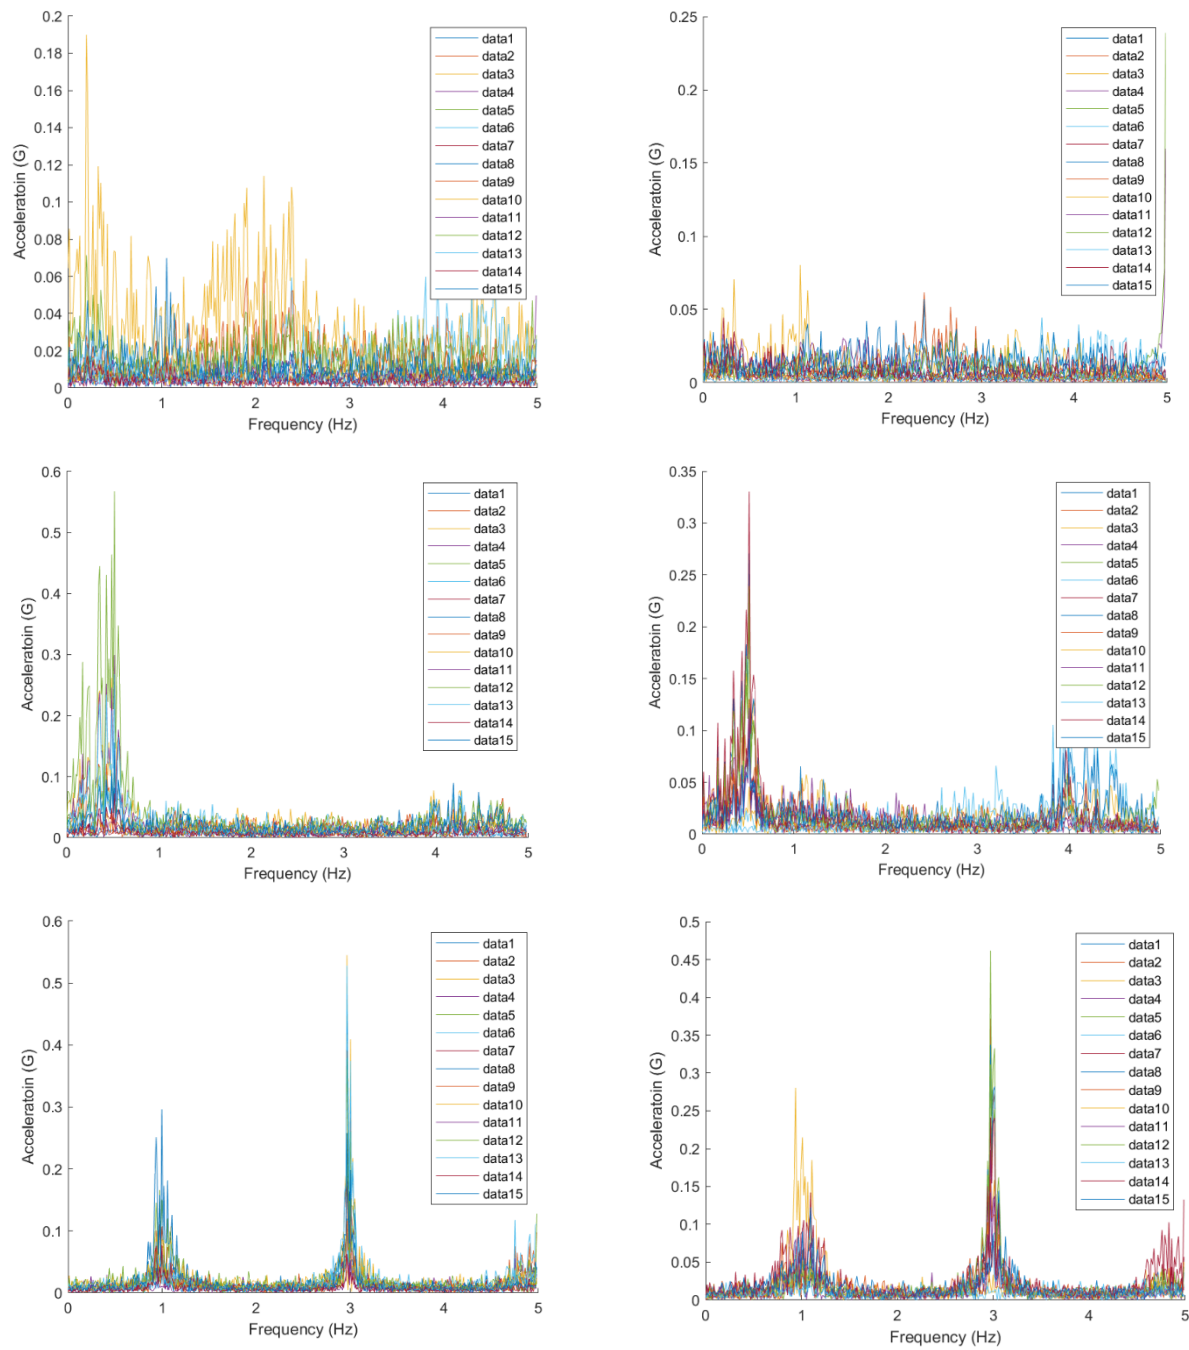 0.2
0.18
0.16
0.14
0.12
0.1
0.08
0.06
0.04
0.02
0
Acceleratoin (G)
0 1 2 3 4 5
Frequency (Hz)
data1
data2
data3
data4
data5
data6
data7
data8
data9
data10
data11
data12
data13
data14
data15
0.25
0.2
0.15
0.1
0.05
0
Acceleratoin (G)
0 1 2 3 4 5
Frequency (Hz)
data1
data2
data3
data4
data5
data6
data7
data8
data9
data10
data11
data12
data13
data14
data15
0.6
0.5
0.4
0.3
0.2
0.1
0
Acceleratoin (G)
0 1 2 3 4 5
Frequency (Hz)
data1
data2
data3
data4
data5
data6
data7
data8
data9
data10
data11
data12
data13
data14
data15
0.35
0.3
0.25
0.2
0.15
0.1
0.05
0
Acceleratoin (G)
0 1 2 3 4 5
Frequency (Hz)
data1
data2
data3
data4
data5
data6
data7
data8
data9
data10
data11
data12
data13
data14
data15
0.6
0.5
0.4
0.3
0.2
0.1
0
Acceleratoin (G)
0 1 2 3 4 5
Frequency (Hz)
data1
data2
data3
data4
data5
data6
data7
data8
data9
data10
data11
data12
data13
data14
data15
0.5
0.45
0.4
0.35
0.3
0.25
0.2
0.15
0.1
0.05
0
Acceleratoin (G)
0 1 2 3 4 5
Frequency (Hz)
data1
data2
data3
data4
data5
data6
data7
data8
data9
data10
data11
data12
data13
data14
data15